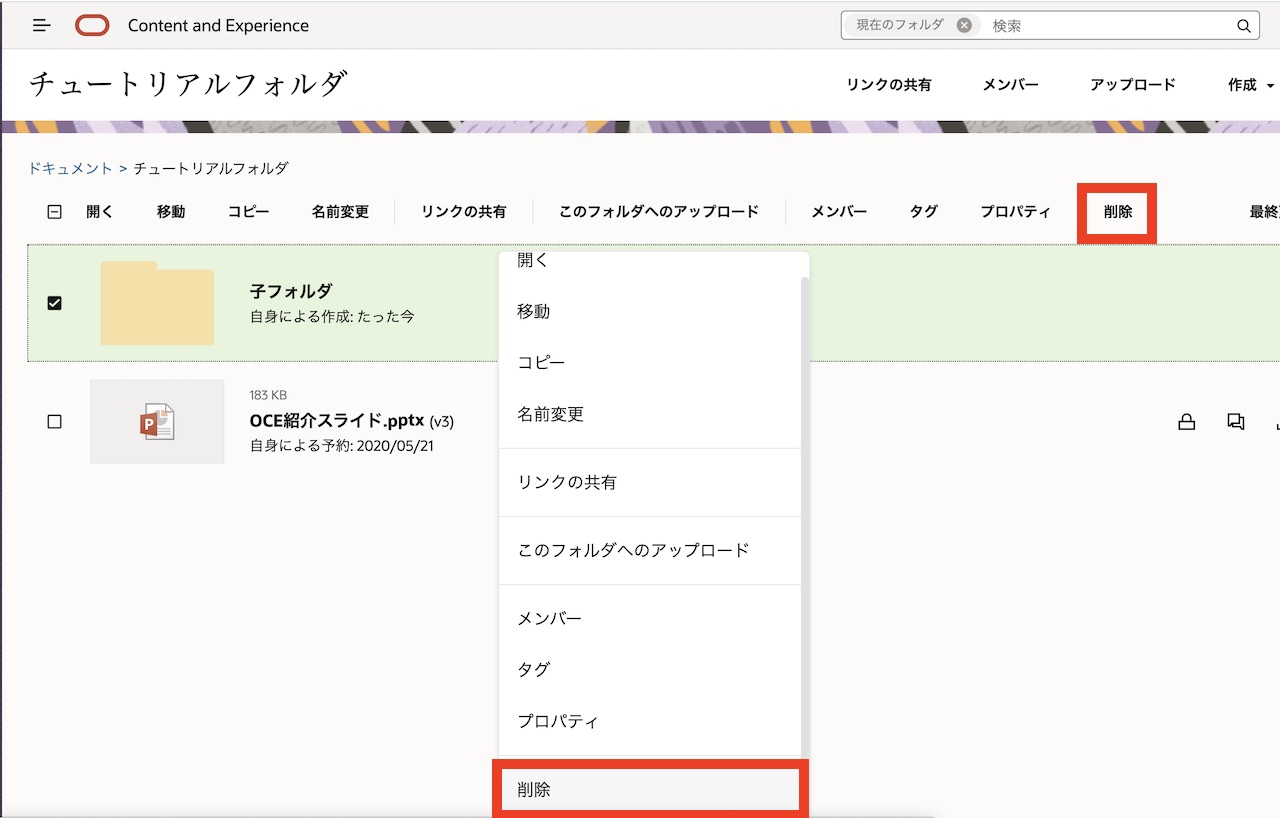 Content and Experience
現在のフォルダ 検索
チュートリアルフォルダ
リンクの共有 メンバー アップロード 作成
ドキュメント > チュートリアルフォルダ
開く 移動 コピー 名前変更 リンクの共有 このフォルダへのアップロード メンバー タグ プロパティ 削除 最終
子フォルダ
自身による作成: たった今
183 KB
OCE紹介スライド.pptx (v3)
自身による予約: 2020/05/21
P
開く
移動
コピー
名前変更
リンクの共有
このフォルダへのアップロード
メンバー
タグ
プロパティ
削除